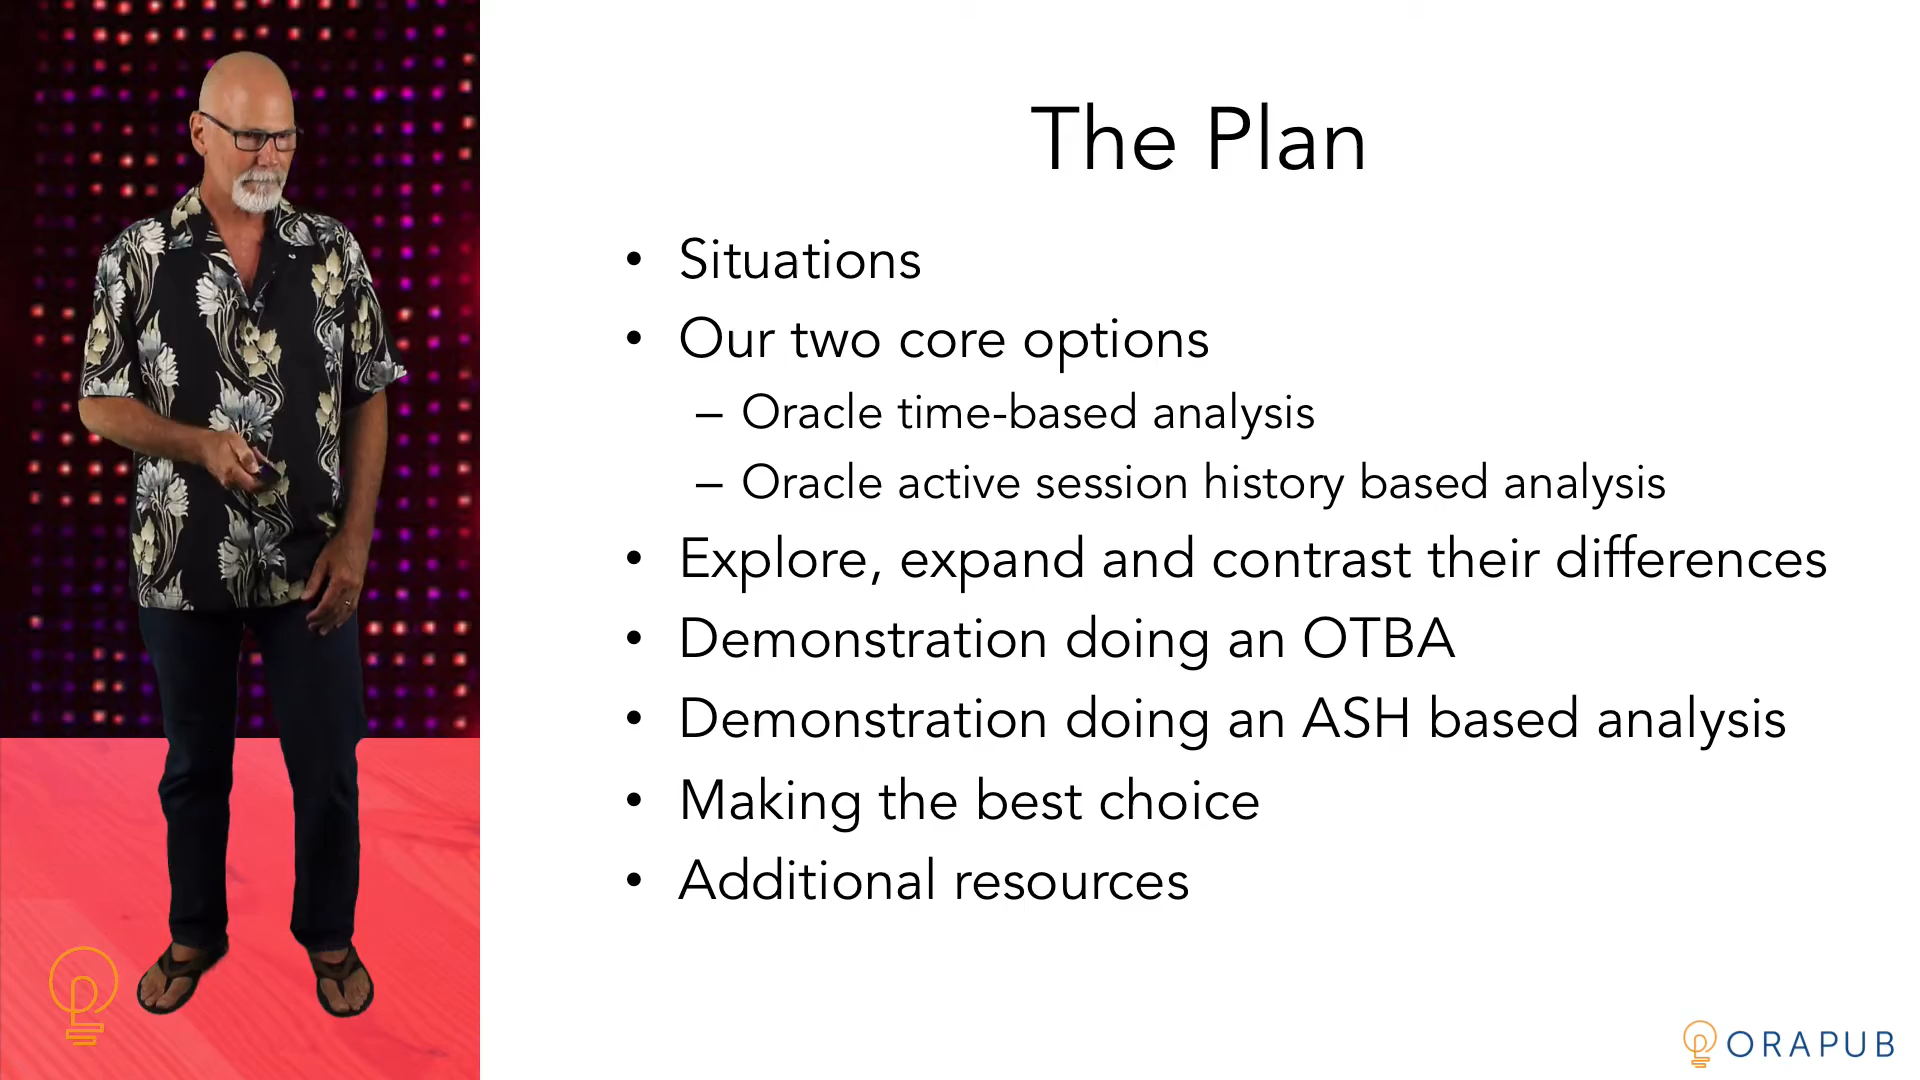 The Plan
• Situations
• Our two core options
– Oracle time-based analysis
– Oracle active session history based analysis
• Explore, expand and contrast their differences
• Demonstration doing an OTBA
• Demonstration doing an ASH based analysis
• Making the best choice
• Additional resources
ORAPUB